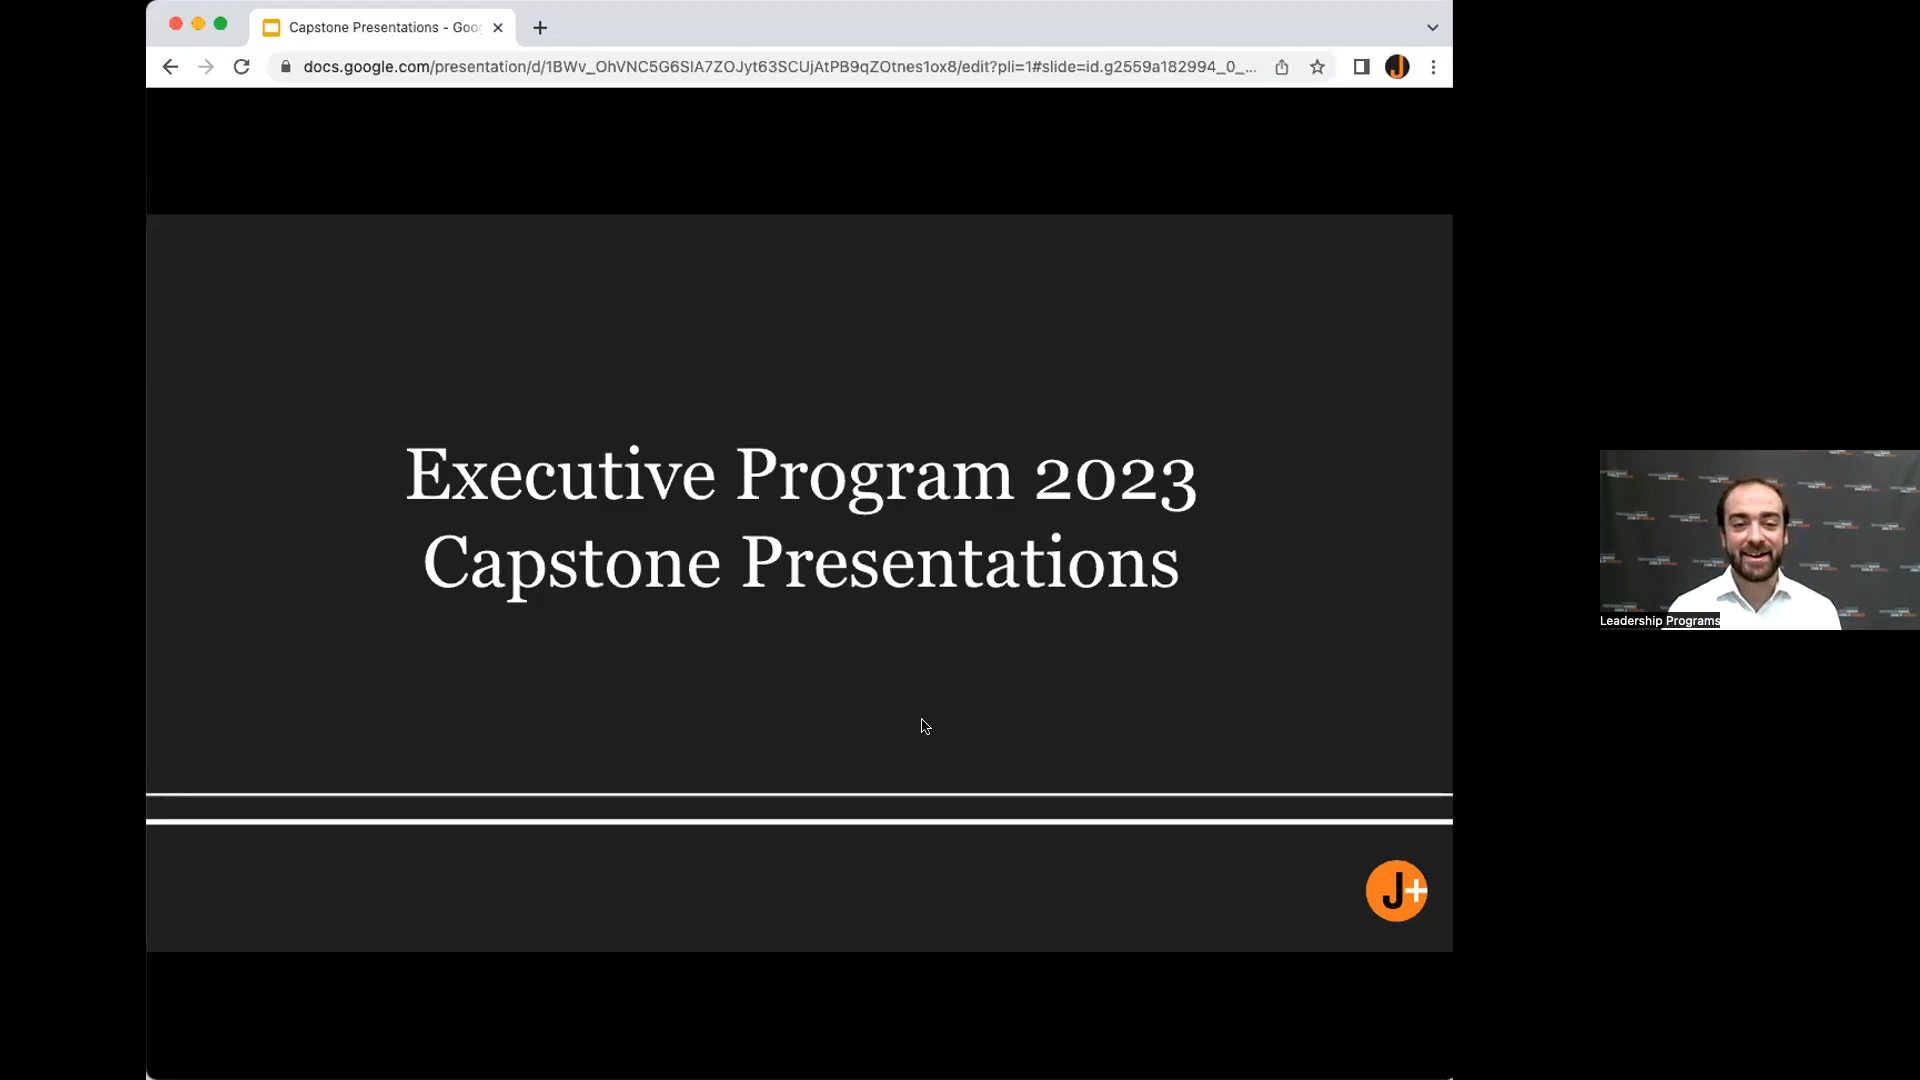 Capstone Presentations - Goo
docs.google.com/presentation/d/1BWv_OhVNC5G6SlA7ZOJyt63SCUjAtPB9qZOtnes1ox8/edit?pli=1#slide=id.g2559a182994_0_...
J
Executive Program 2023
Capstone Presentations
J+
Leadership Programs